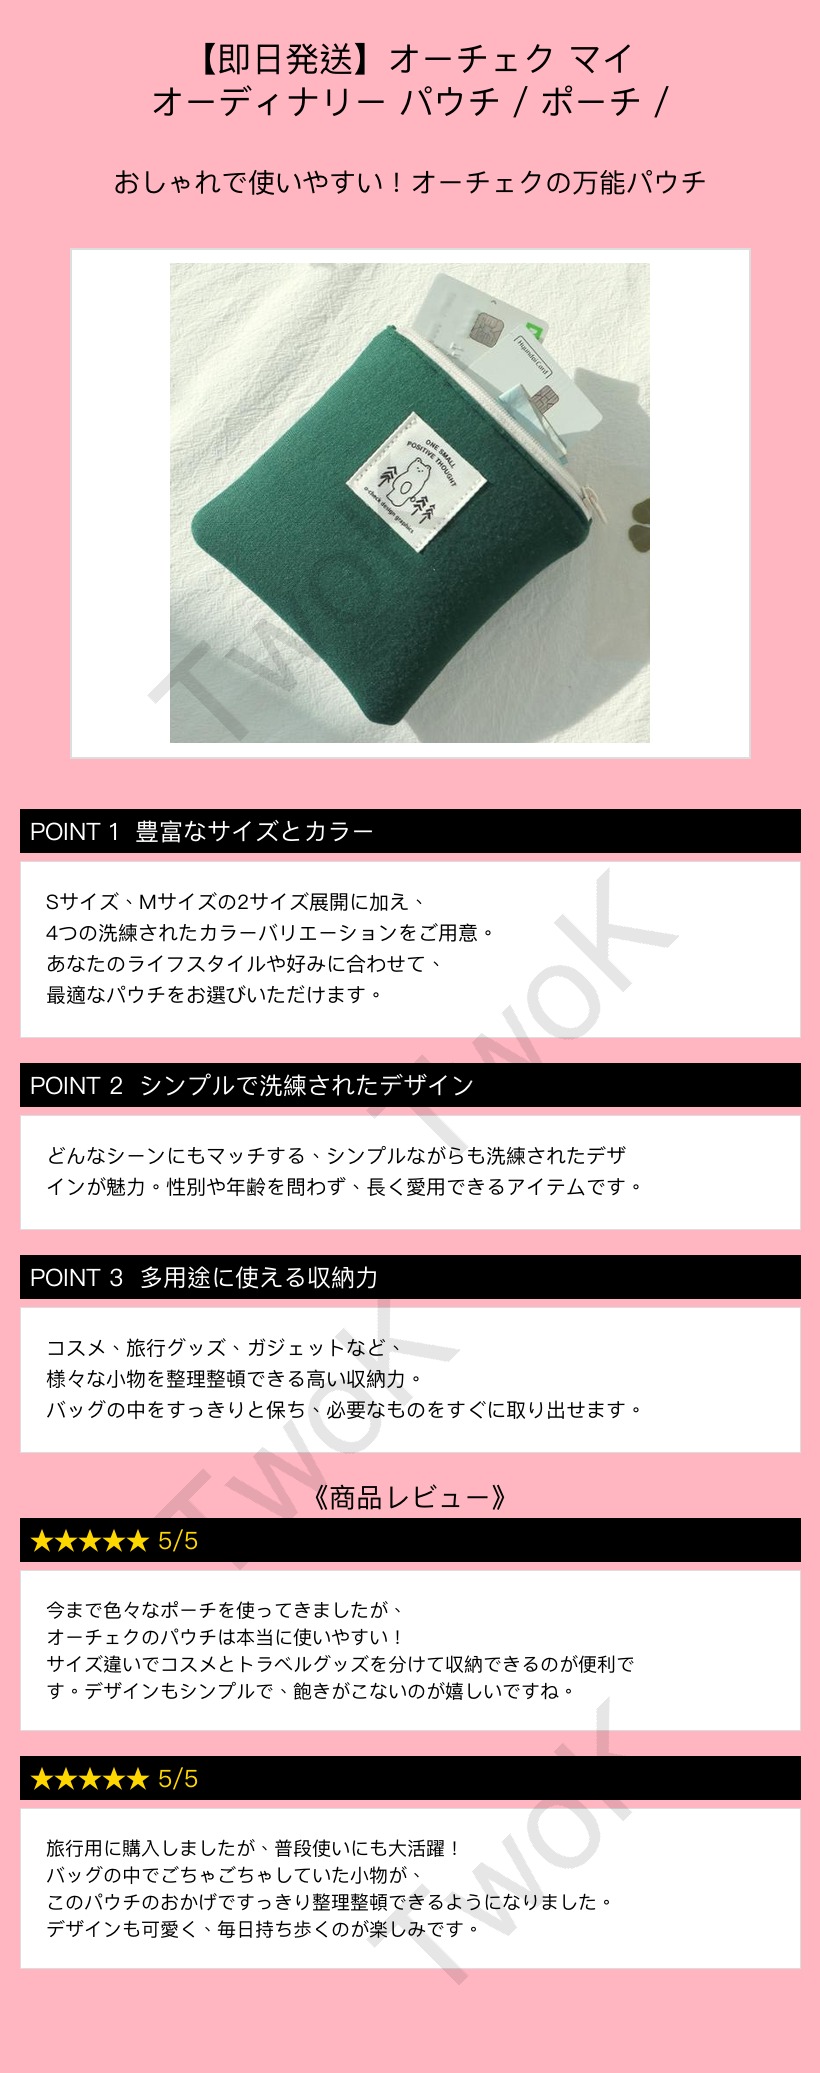 【即日発送】オーチェク マイ
オーディナリー パウチ / ポーチ /
おしゃれで使いやすい！オーチェクの万能パウチ
HyundaiCard
ONE SMALL
POSITIVE THOUGHT
o-check design graphics
TwoK
POINT 1 豊富なサイズとカラー
Sサイズ、Mサイズの2サイズ展開に加え、
4つの洗練されたカラーバリエーションをご用意。
あなたのライフスタイルや好みに合わせて、
最適なパウチをお選びいただけます。
TwoK
POINT 2 シンプルで洗練されたデザイン
どんなシーンにもマッチする、シンプルながらも洗練されたデザ
インが魅力。性別や年齢を問わず、長く愛用できるアイテムです。
POINT 3 多用途に使える収納力
コスメ、旅行グッズ、ガジェットなど、
様々な小物を整理整頓できる高い収納力。
バッグの中をすっきりと保ち、必要なものをすぐに取り出せます。
TwoK
《商品レビュー》
★★★★★ 5/5
今まで色々なポーチを使ってきましたが、
オーチェクのパウチは本当に使いやすい！
サイズ違いでコスメとトラベルグッズを分けて収納できるのが便利で
す。デザインもシンプルで、飽きがこないのが嬉しいですね。
★★★★★ 5/5
旅行用に購入しましたが、普段使いにも大活躍！
バッグの中でごちゃごちゃしていた小物が、
このパウチのおかげですっきり整理整頓できるようになりました。
デザインも可愛く、毎日持ち歩くのが楽しみです。
TwoK